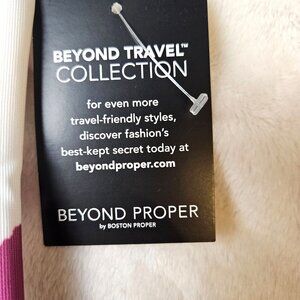 BEYOND TRAVEL™
COLLECTION
for even more
travel-friendly styles,
discover fashion's
best-kept secret today at
beyondproper.com
BEYOND PROPER
by BOSTON PROPER